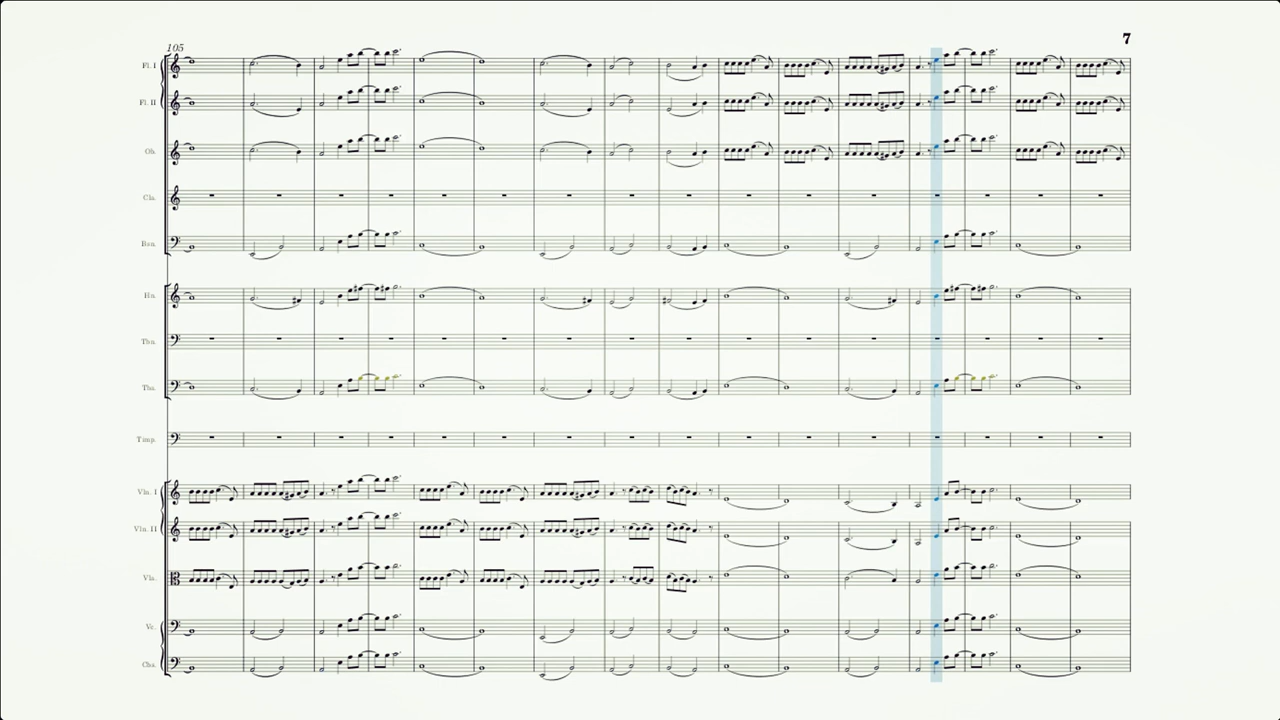 7
105
Fl. I
Fl. II
Ob.
Cla.
Bsn.
Hn.
Tbn.
Tba.
Timp.
Vln. I
Vln. II
Vla.
Vc.
Cbs.